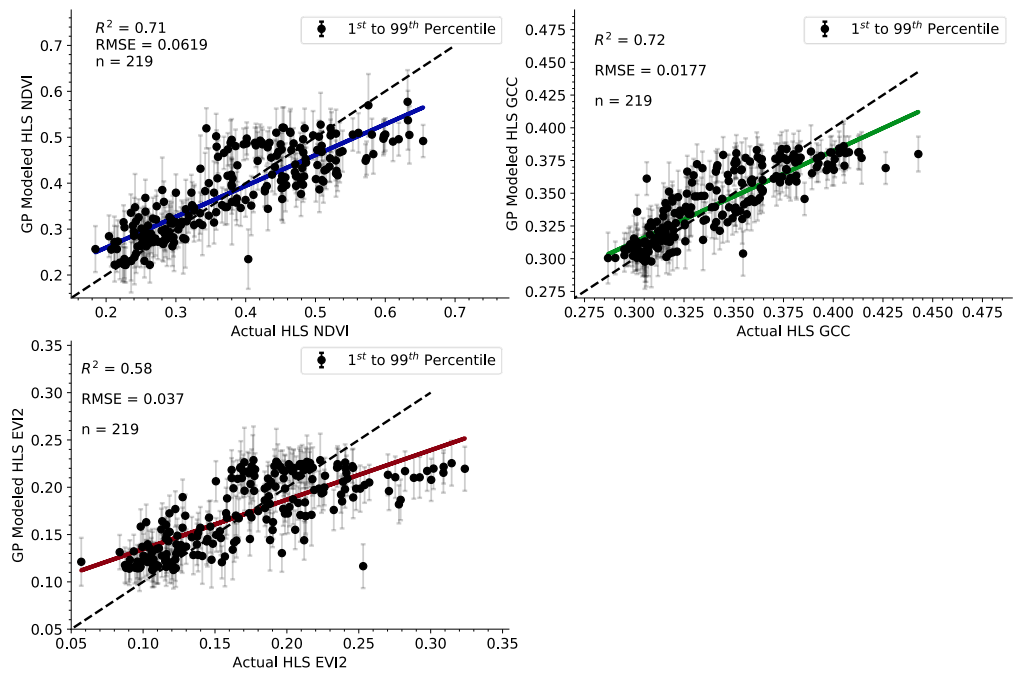 R² = 0.71
RMSE = 0.0619
n = 219
1st to 99th Percentile
0.7
0.6
0.5
0.4
0.3
0.2
GP Modeled HLS NDVI
0.2 0.3 0.4 0.5 0.6 0.7
Actual HLS NDVI
R² = 0.72
RMSE = 0.0177
n = 219
1st to 99th Percentile
0.475
0.450
0.425
0.400
0.375
0.350
0.325
0.300
0.275
GP Modeled HLS GCC
0.275 0.300 0.325 0.350 0.375 0.400 0.425 0.450 0.475
Actual HLS GCC
R² = 0.58
RMSE = 0.037
n = 219
1st to 99th Percentile
0.35
0.30
0.25
0.20
0.15
0.10
0.05
GP Modeled HLS EVI2
0.05 0.10 0.15 0.20 0.25 0.30 0.35
Actual HLS EVI2